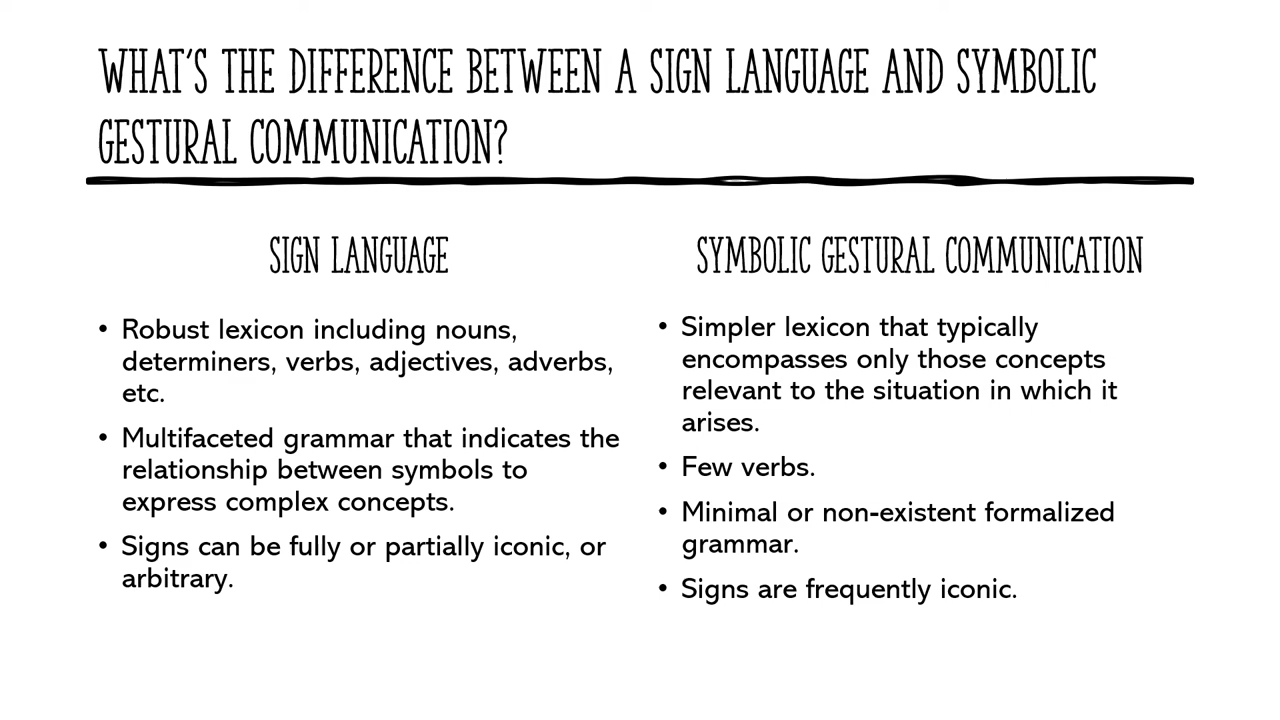 WHAT'S THE DIFFERENCE BETWEEN A SIGN LANGUAGE AND SYMBOLIC
GESTURAL COMMUNICATION?
SIGN LANGUAGE
• Robust lexicon including nouns,
determiners, verbs, adjectives, adverbs,
etc.
• Multifaceted grammar that indicates the
relationship between symbols to
express complex concepts.
• Signs can be fully or partially iconic, or
arbitrary.
SYMBOLIC GESTURAL COMMUNICATION
• Simpler lexicon that typically
encompasses only those concepts
relevant to the situation in which it
arises.
• Few verbs.
• Minimal or non-existent formalized
grammar.
• Signs are frequently iconic.